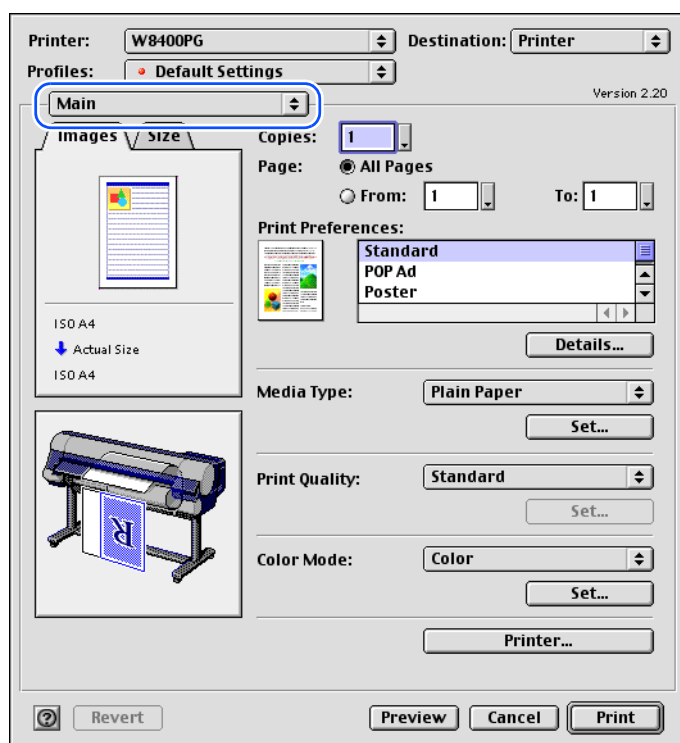 Printer: W8400PG Destination: Printer
Profiles: Default Settings
Version 2.20
Main
Images Size
Copies: 1
Page: All Pages
From: 1 To: 1
Print Preferences:
Standard
POP Ad
Poster
ISO A4
Actual Size
ISO A4
Details...
Media Type: Plain Paper
Set...
Print Quality: Standard
Set...
R
Color Mode: Color
Set...
Printer...
? Revert Preview Cancel Print